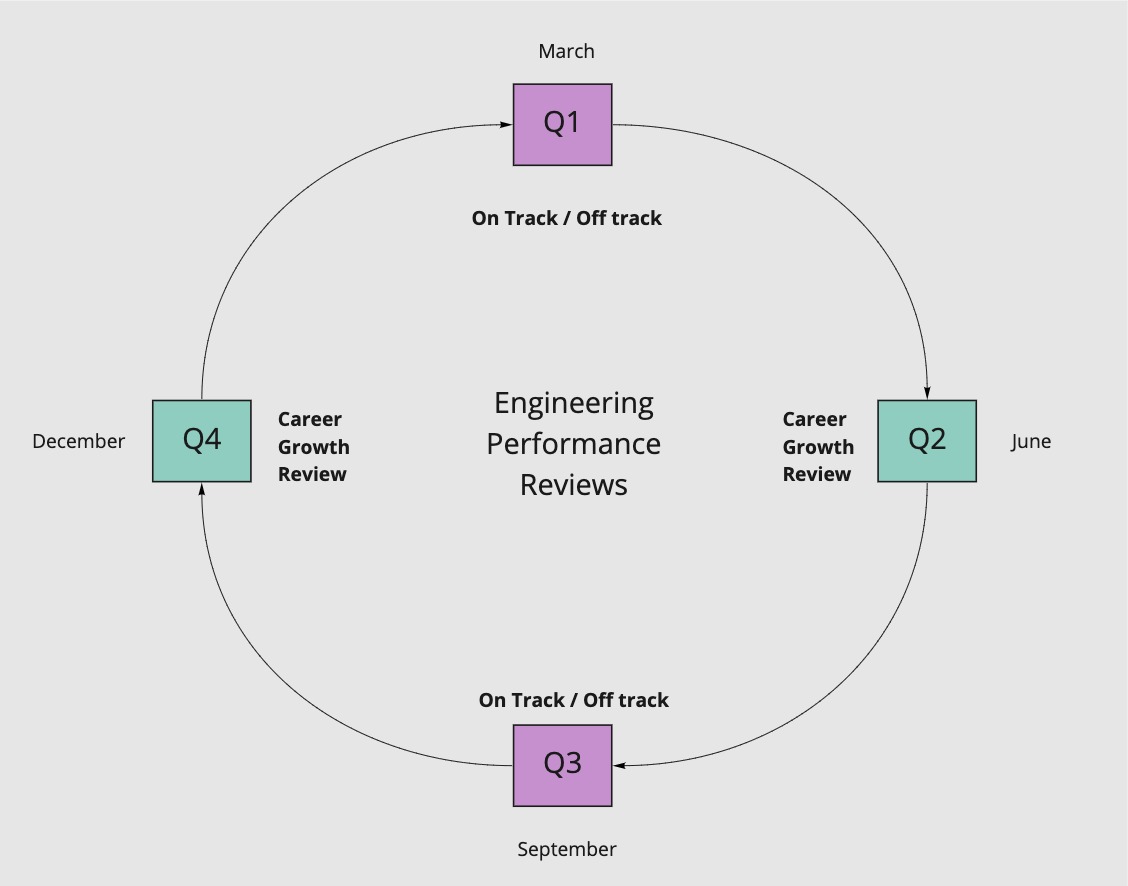 March
Q1
On Track / Off track
Engineering
Performance
Reviews
December
Q4
Career
Growth
Review
Career
Growth
Review
Q2
June
On Track / Off track
Q3
September